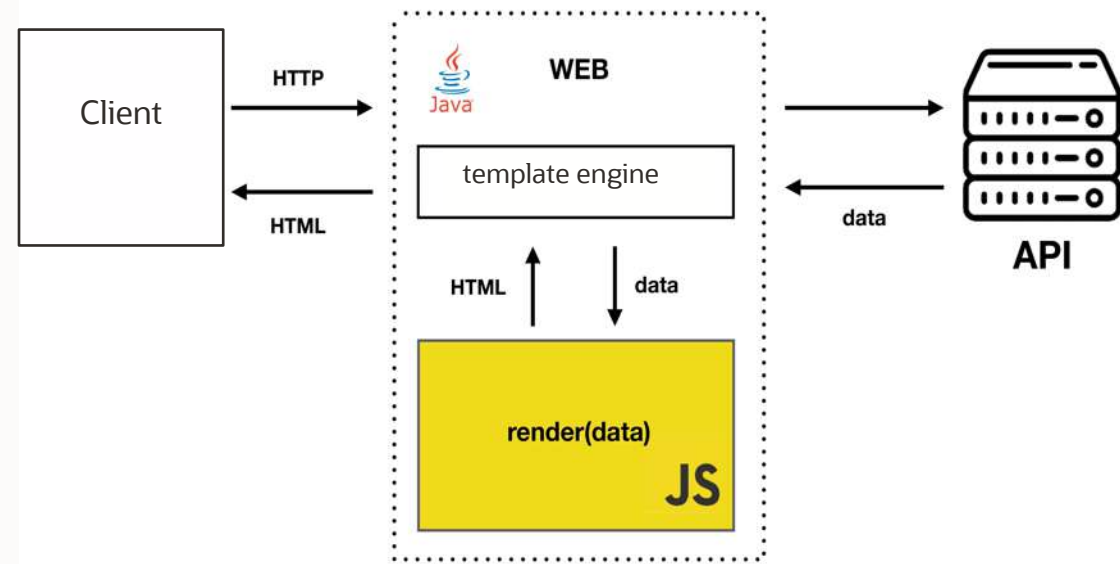 Client
HTTP
HTML
Java
WEB
template engine
HTML
data
render(data)
JS
data
API